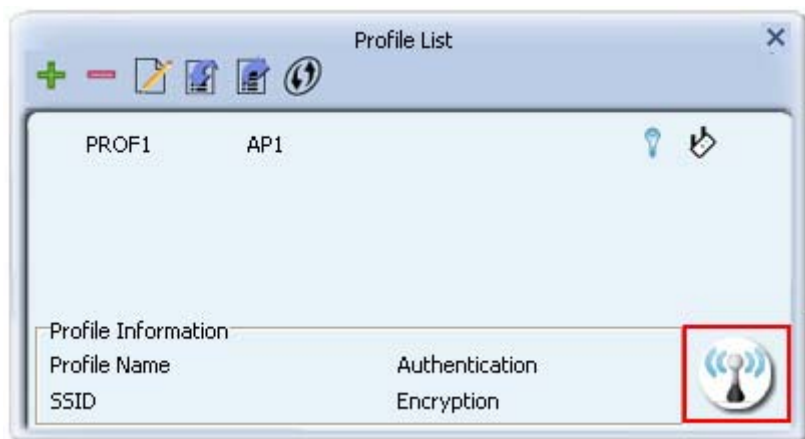 Profile List
PROF1 AP1
Profile Information
Profile Name Authentication
SSID Encryption